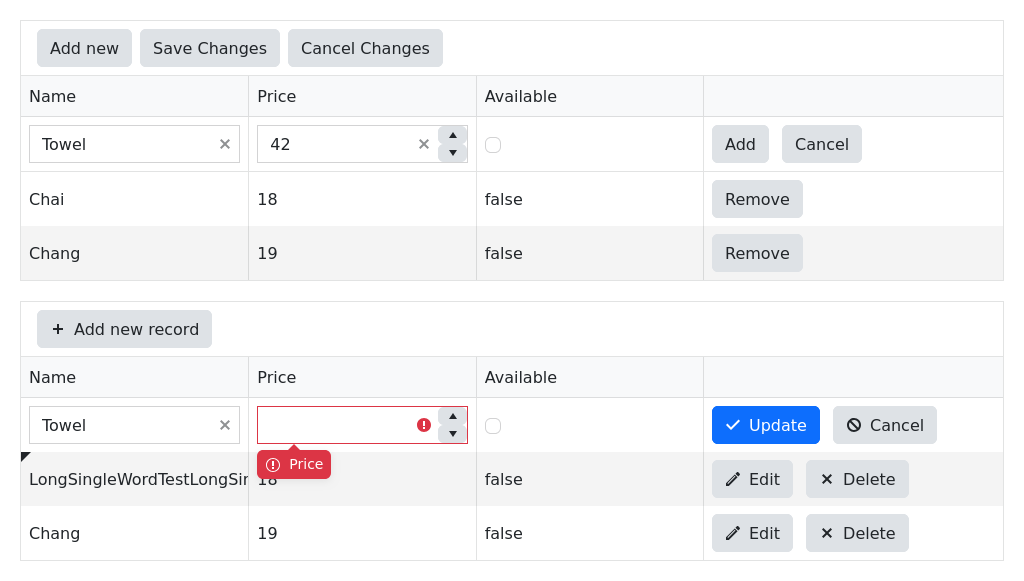 Add new Save Changes Cancel Changes
Name Price Available
Towel 42 Add Cancel
Chai 18 false Remove
Chang 19 false Remove
Add new record
Name Price Available
Towel Update Cancel
Price
LongSingleWordTestLongSin 18 false Edit Delete
Chang 19 false Edit Delete